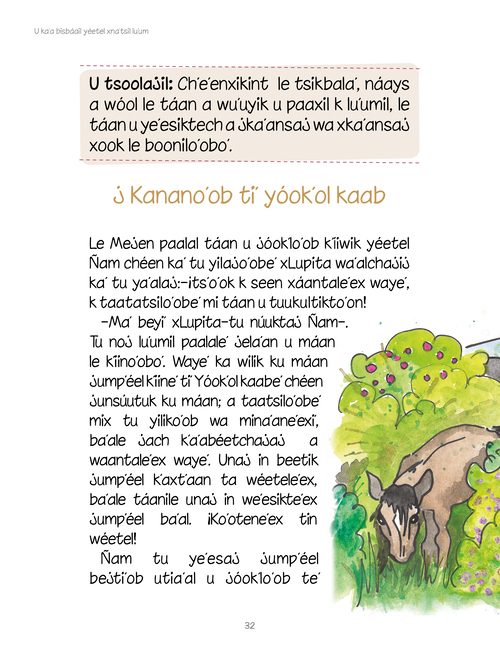 U ka'a bisbáail yéetel xna'tsil lu'um
U tsoolajil: Ch'e'enxikint le tsikbala', náays
a wóol le táan a wu'uyik u paaxil k lu'umil, le
táan u ye'esiktech a jka'ansaj wa xka'ansaj
xook le boonilo'obo'.
j Kanano'ob ti' yóok'ol kaab
Le Mejen paalal táan u jóok'lo'ob k'íiwik yéetel
Ñam chéen ka' tu yilajo'obe' xLupita wa'alchajij
ka' tu ya'alaj:-its'o'ok k seen xáantale'ex waye',
k taatatsilo'obe' mi táan u tuukultikto'on!
-Ma' beyi' xLupita-tu núuktaj Ñam-.
Tu noj lu'umil paalale' jela'an u máan
le k'iino'obo'. Waye' ka wilik ku máan
jump'éel k'iine' ti' Yóok'ol kaabe' chéen
junsúutuk ku máan; a taatsilo'obe'
mix tu yiliko'ob wa mina'ane'exi',
ba'ale jach k'a'abéetchajaj a
waantale'ex waye'. Unaj in beetik
jump'éel k'axt'aan ta wéetele'ex,
ba'ale táanile unaj in we'esikte'ex
jump'éel ba'al. ¡Ko'otene'ex tin
wéetel!
Ñam tu ye'esaj jump'éel
bejti'ob utia'al u jóok'lo'ob te'
32